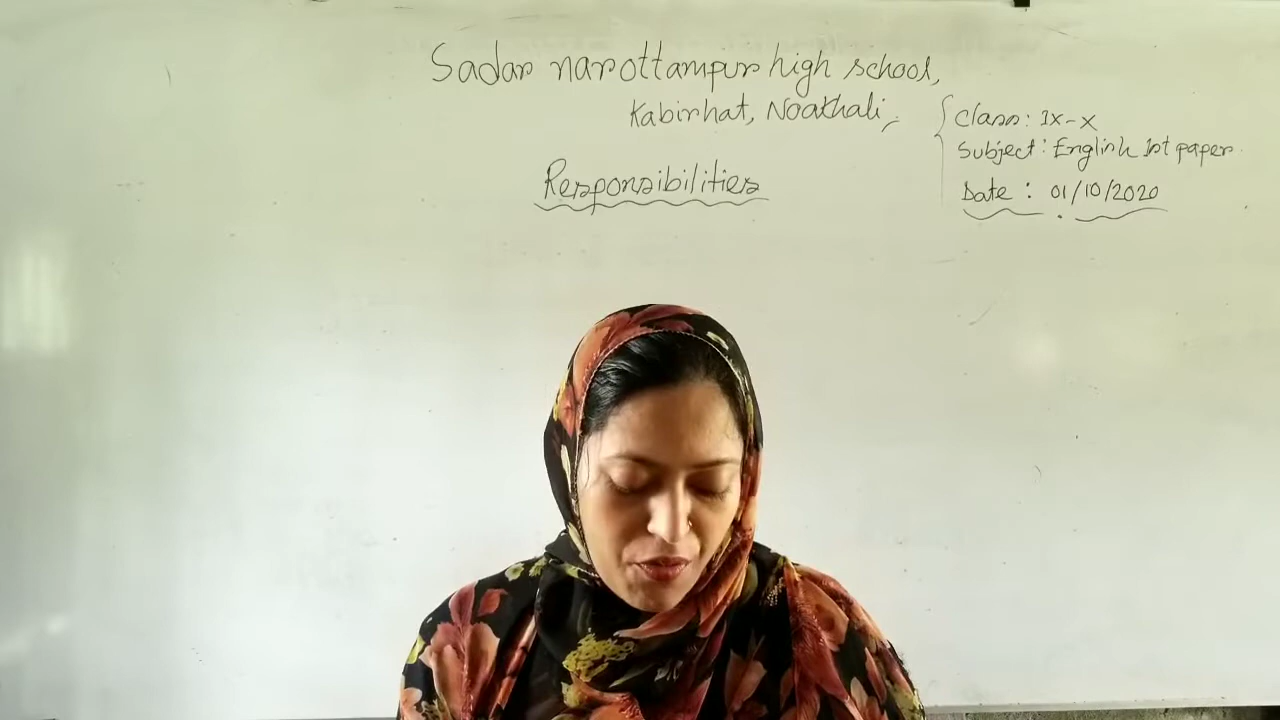 Sadar narottampur high school,
Kabirhat, Noakhali,
Class: IX-X
Subject: English 1st paper.
Date: 01/10/2020
Responsibilities